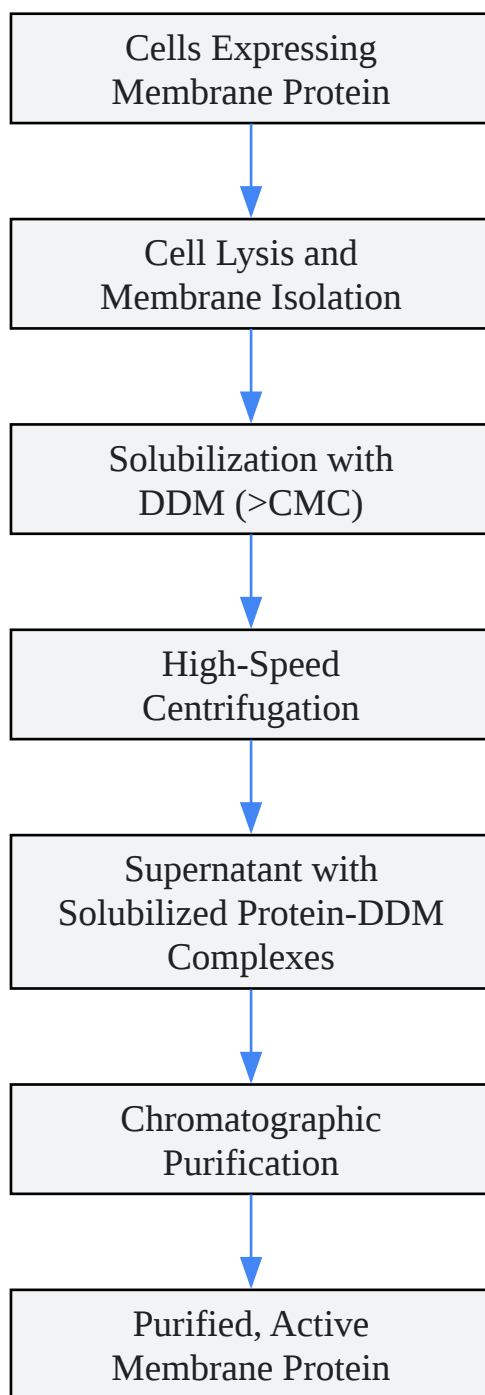 Cells Expressing
Membrane Protein
Cell Lysis and
Membrane Isolation
Solubilization with
DDM (>CMC)
High-Speed
Centrifugation
Supernatant with
Solubilized Protein-DDM
Complexes
Chromatographic
Purification
Purified, Active
Membrane Protein